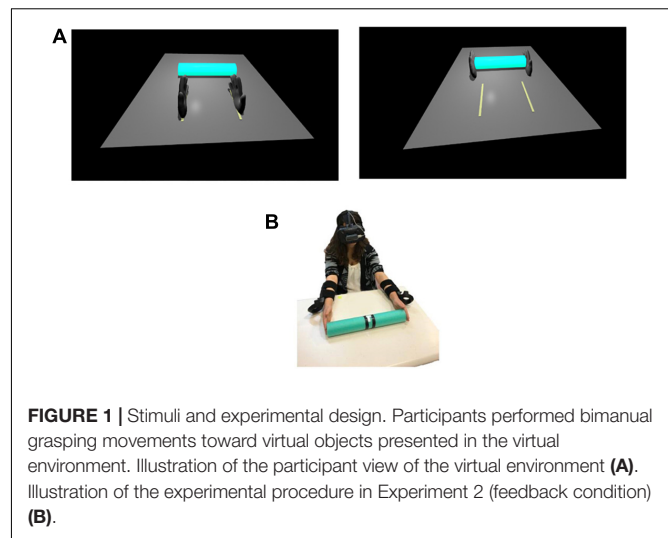 A
B
FIGURE 1 | Stimuli and experimental design. Participants performed bimanual
grasping movements toward virtual objects presented in the virtual
environment. Illustration of the participant view of the virtual environment (A).
Illustration of the experimental procedure in Experiment 2 (feedback condition)
(B).